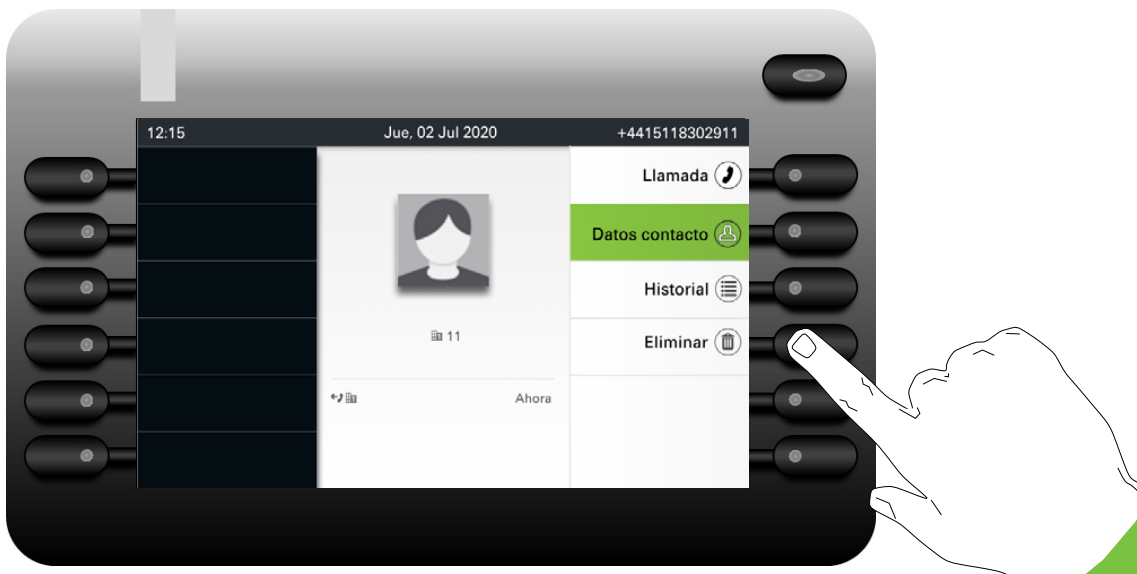 12:15 Jue, 02 Jul 2020 +4415118302911
Llamada
Datos contacto
Historial
11
Eliminar
Ahora